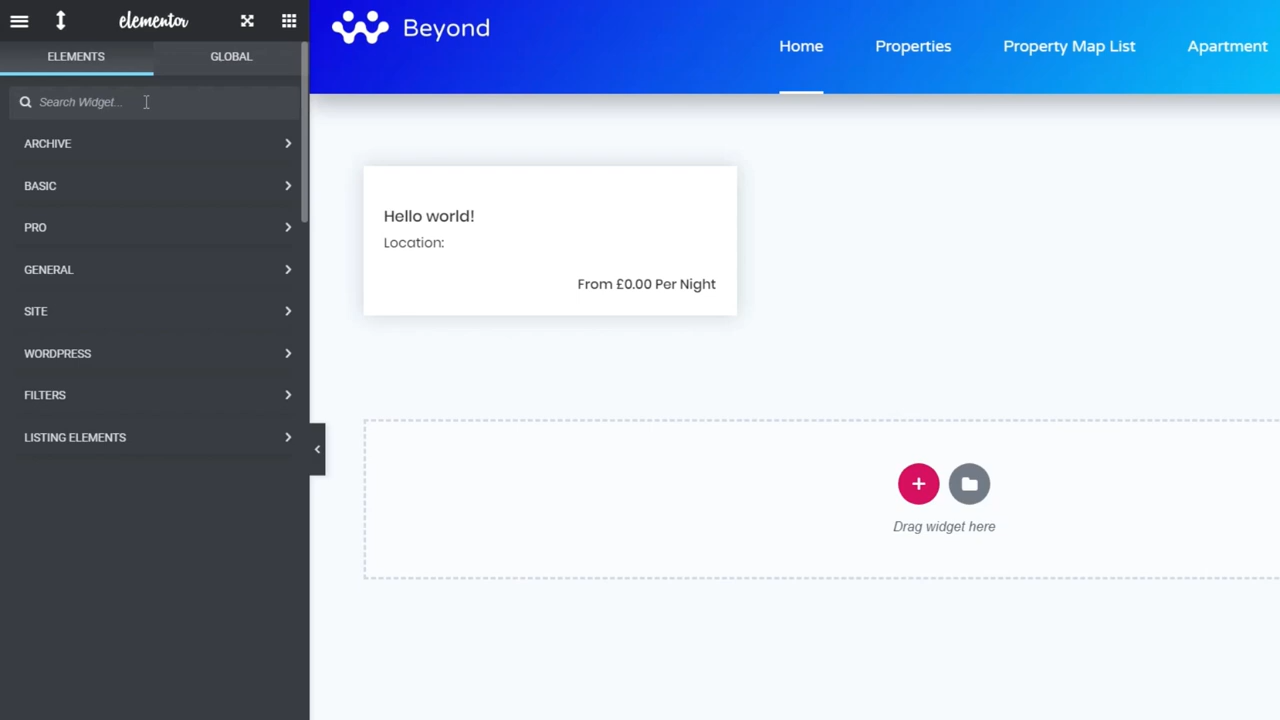 elementor
ELEMENTS
GLOBAL
Search Widget...
ARCHIVE
BASIC
PRO
GENERAL
SITE
WORDPRESS
FILTERS
LISTING ELEMENTS
Beyond
Home
Properties
Property Map List
Apartment
Hello world!
Location:
From £0.00 Per Night
Drag widget here